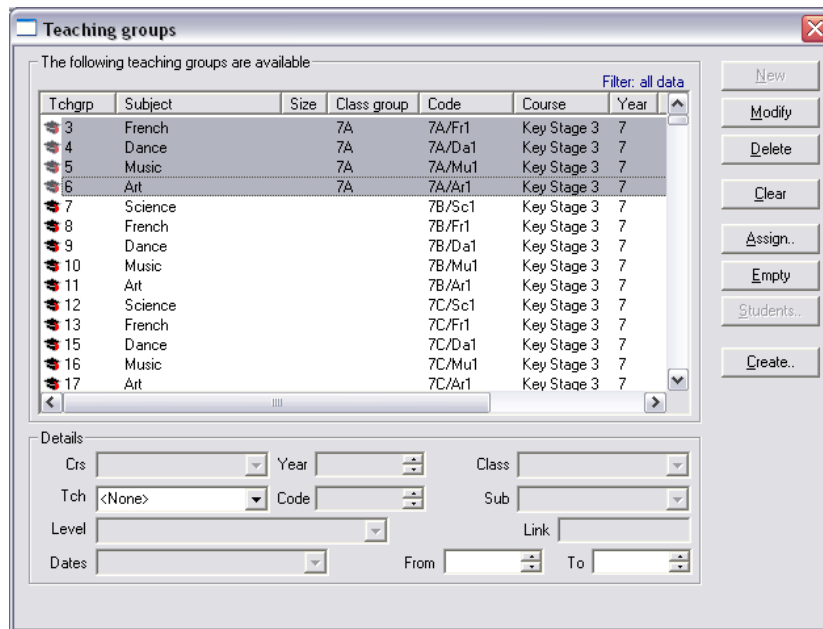 Teaching groups
The following teaching groups are available
Filter: all data
Tchgrp Subject Size Class group Code Course Year
3 French 7A 7A/Fr1 Key Stage 3 7
4 Dance 7A 7A/Da1 Key Stage 3 7
5 Music 7A 7A/Mu1 Key Stage 3 7
6 Art 7A 7A/Ar1 Key Stage 3 7
7 Science 7B/Sc1 Key Stage 3 7
8 French 7B/Fr1 Key Stage 3 7
9 Dance 7B/Da1 Key Stage 3 7
10 Music 7B/Mu1 Key Stage 3 7
11 Art 7B/Ar1 Key Stage 3 7
12 Science 7C/Sc1 Key Stage 3 7
13 French 7C/Fr1 Key Stage 3 7
15 Dance 7C/Da1 Key Stage 3 7
16 Music 7C/Mu1 Key Stage 3 7
17 Art 7C/Ar1 Key Stage 3 7
New
Modify
Delete
Clear
Assign..
Empty
Students..
Create..
Details
Crs Year Class
Tch <None> Code Sub
Level Link
Dates From To